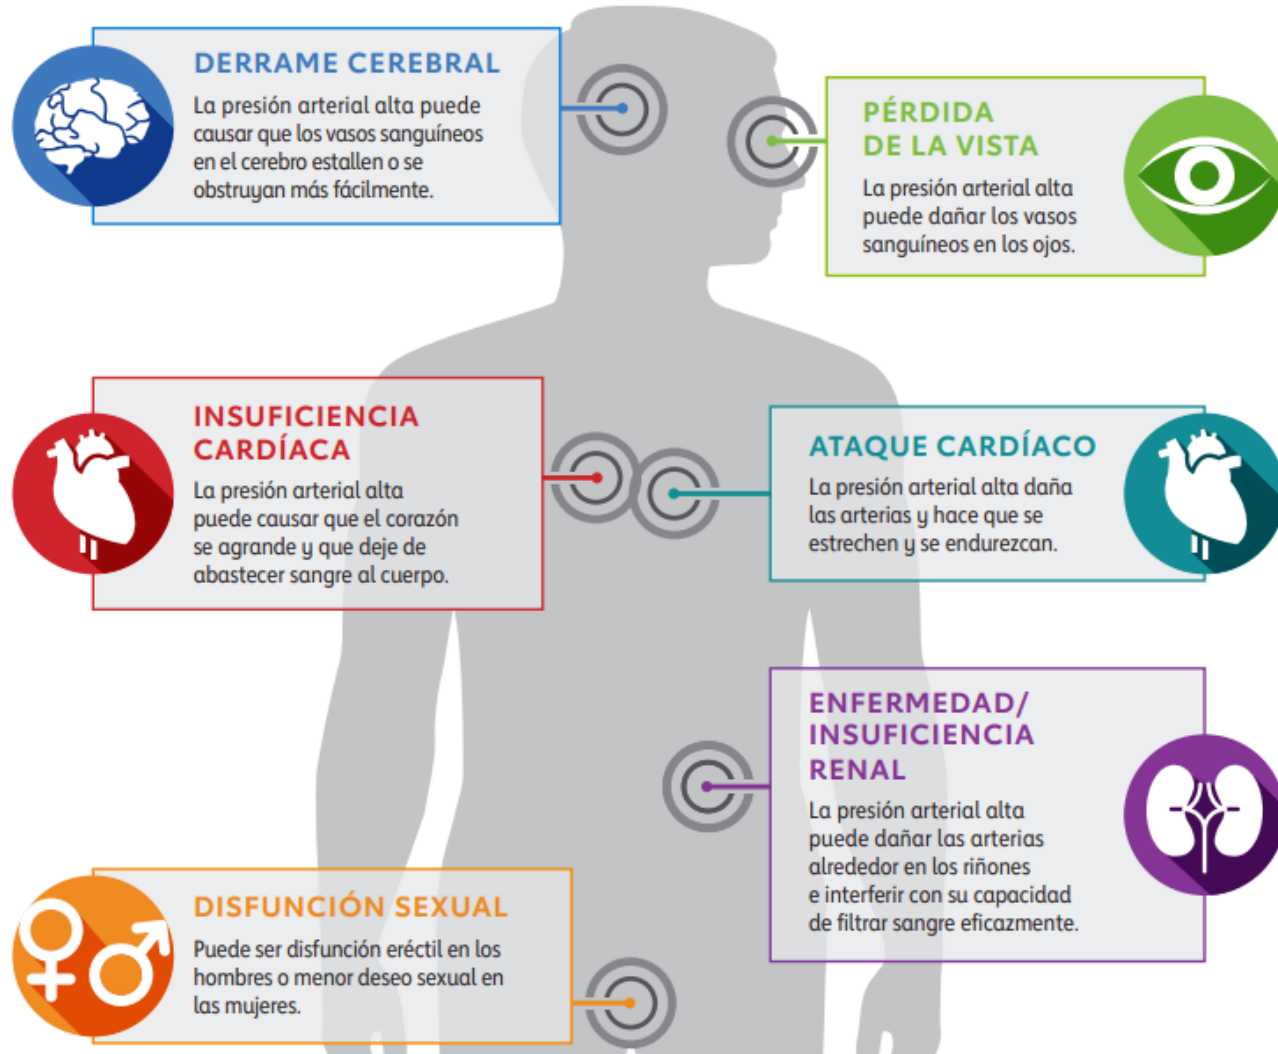 DERRAME CEREBRAL
La presión arterial alta puede
causar que los vasos sanguíneos
en el cerebro estallen o se
obstruyan más fácilmente.
PÉRDIDA
DE LA VISTA
La presión arterial alta
puede dañar los vasos
sanguíneos en los ojos.
INSUFICIENCIA
CARDÍACA
La presión arterial alta
puede causar que el corazón
se agrande y que deje de
abastecer sangre al cuerpo.
ATAQUE CARDÍACO
La presión arterial alta daña
las arterias y hace que se
estrechen y se endurezcan.
ENFERMEDAD/
INSUFICIENCIA
RENAL
La presión arterial alta
puede dañar las arterias
alrededor en los riñones
e interferir con su capacidad
de filtrar sangre eficazmente.
DISFUNCIÓN SEXUAL
Puede ser disfunción eréctil en los
hombres o menor deseo sexual en
las mujeres.